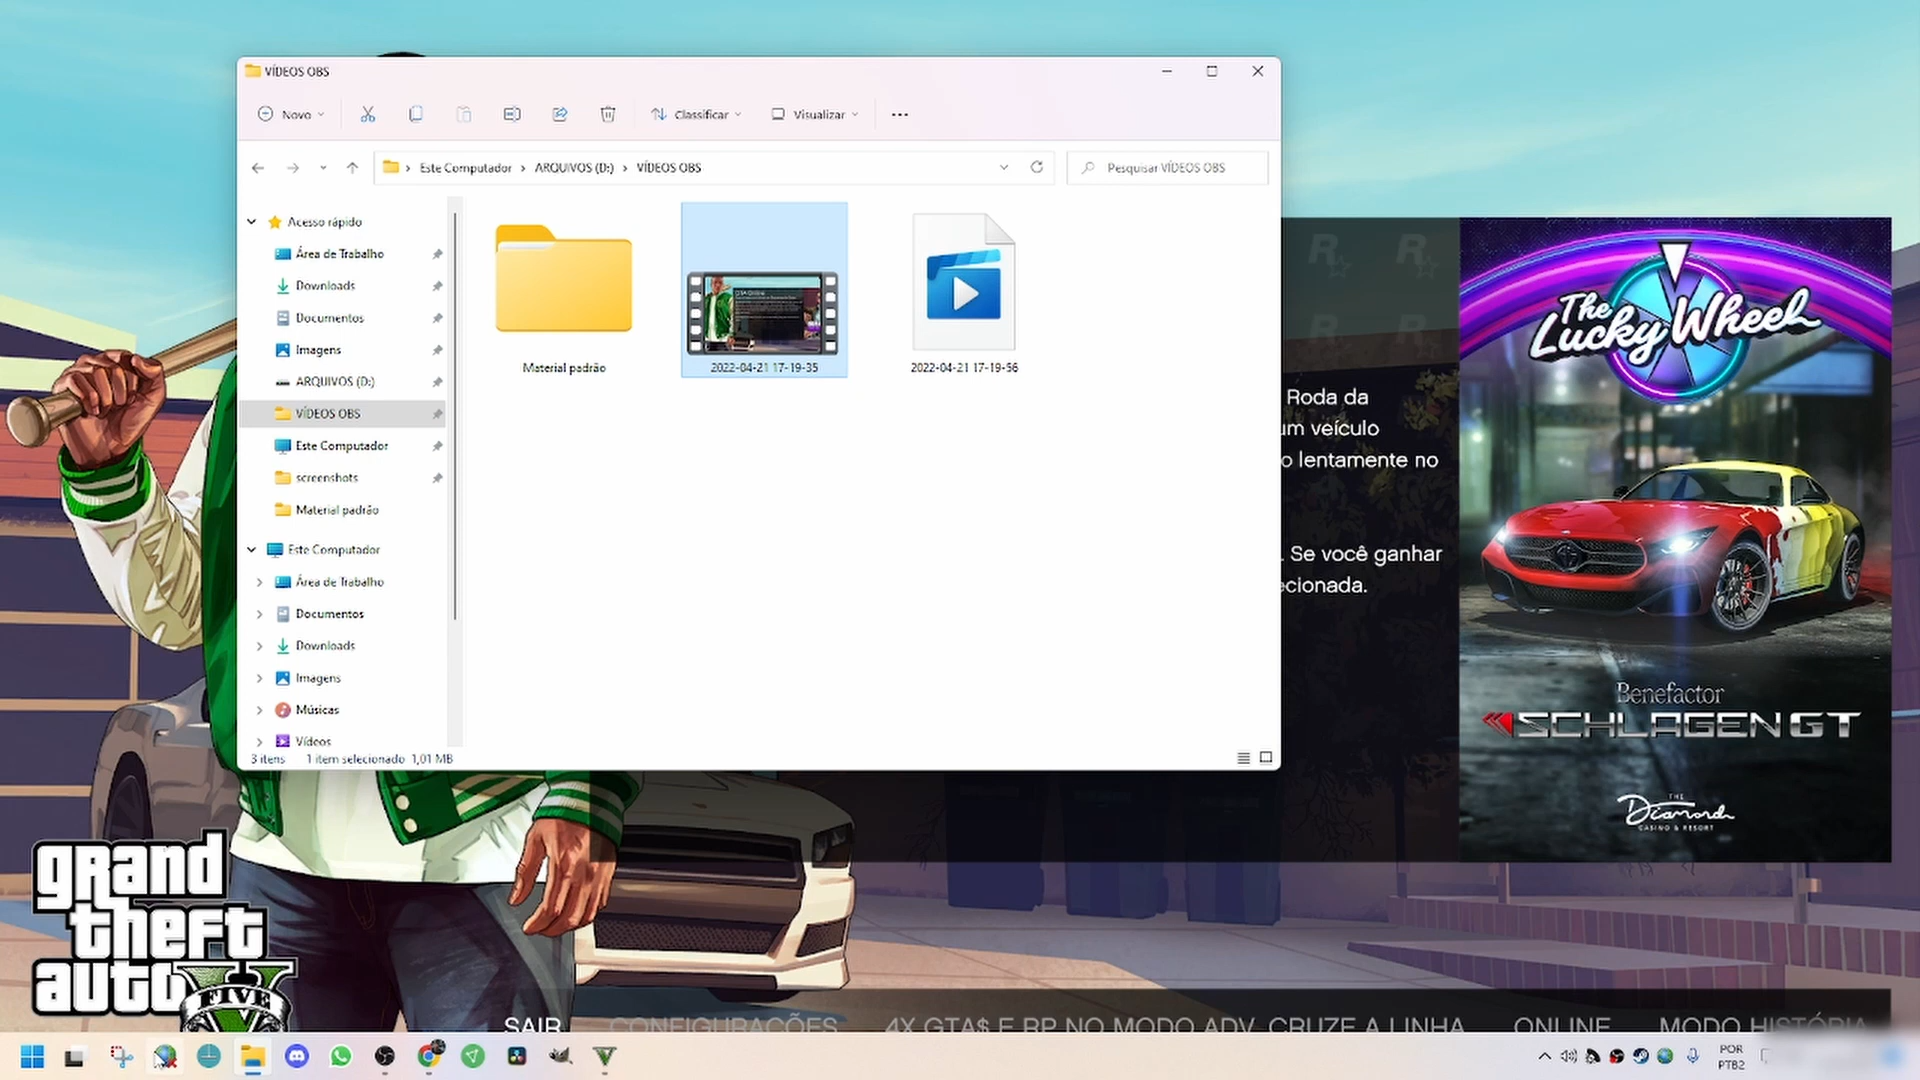 VÍDEOS OBS
Novo
Classificar
Visualizar
Este Computador
ARQUIVOS (D:)
VÍDEOS OBS
Pesquisar VÍDEOS OBS
Acesso rápido
Área de Trabalho
Downloads
Documentos
Imagens
ARQUIVOS (D:)
VÍDEOS OBS
Este Computador
screenshots
Material padrão
Este Computador
Área de Trabalho
Documentos
Downloads
Imagens
Músicas
Vídeos
Material padrão
2022-04-21 17-19-35
2022-04-21 17-19-56
3 itens
1 item selecionado 1,01 MB
Roda da
um veículo
o lentamente no
. Se você ganhar
ecionada.
The
Lucky Wheel
Benefactor
SCHLAGEN GT
THE
Diamond
CASINO & RESORT
grand
theft
auto
FIVE
SAIR
CONFIGURAÇÕES
4X GTA$ E RP NO MODO ADV. CRUZE A LINHA
ONLINE
MODO HISTÓRIA
POR
PTB2